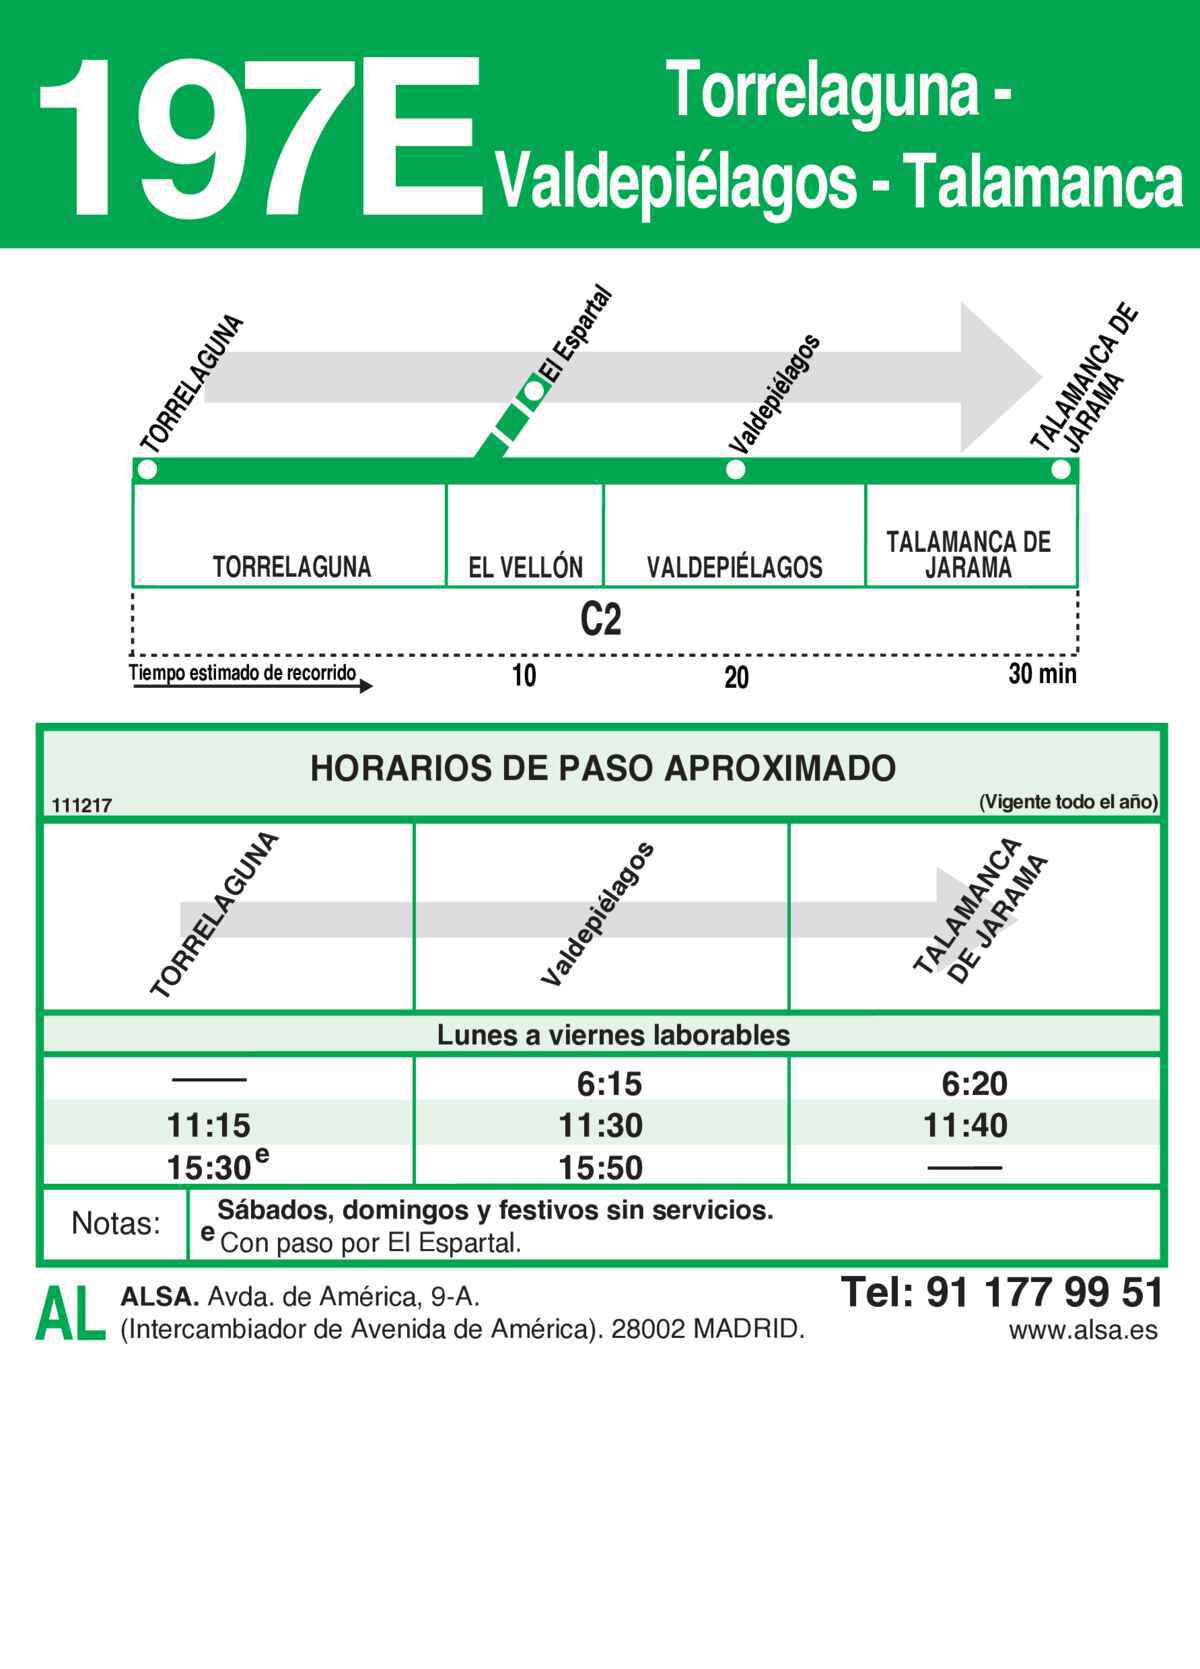 197E
Torrelaguna -
Valdepiélagos - Talamanca
TORRELAGUNA
El Espartal
Valdepiélagos
TALAMANCA DE
JARAMA
TORRELAGUNA
EL VELLÓN
VALDEPIÉLAGOS
TALAMANCA DE
JARAMA
C2
Tiempo estimado de recorrido
10
20
30 min
HORARIOS DE PASO APROXIMADO
111217
(Vigente todo el año)
TORRELAGUNA
Valdepiélagos
TALAMANCA
DE JARAMA
Lunes a viernes laborables
—— 6:15 6:20
11:15 11:30 11:40
15:30 e 15:50 ——
Notas:
Sábados, domingos y festivos sin servicios.
e Con paso por El Espartal.
AL
ALSA. Avda. de América, 9-A.
(Intercambiador de Avenida de América). 28002 MADRID.
Tel: 91 177 99 51
www.alsa.es